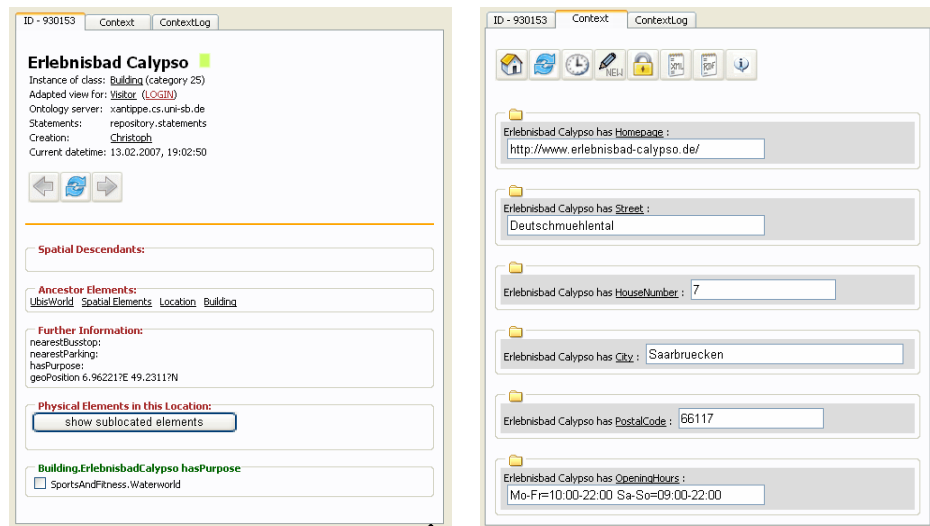 ID - 930153 Context ContextLog
Erlebnisbad Calypso
Instance of class: Building (category 25)
Adapted view for: Visitor (LOGIN)
Ontology server: xantippe.cs.uni-sb.de
Statements: repository.statements
Creation: Christoph
Current datetime: 13.02.2007, 19:02:50
Spatial Descendants:
Ancestor Elements:
UbisWorld Spatial Elements Location Building
Further Information:
nearestBusstop:
nearestParking:
hasPurpose:
geoPosition 6.96221?E 49.2311?N
Physical Elements in this Location:
show sublocated elements
Building.ErlebnisbadCalypso hasPurpose
SportsAndFitness.Waterworld
ID - 930153 Context ContextLog
NEW XML RDF
Erlebnisbad Calypso has Homepage :
http://www.erlebnisbad-calypso.de/
Erlebnisbad Calypso has Street :
Deutschmuehlental
Erlebnisbad Calypso has HouseNumber : 7
Erlebnisbad Calypso has City : Saarbruecken
Erlebnisbad Calypso has PostalCode : 66117
Erlebnisbad Calypso has OpeningHours :
Mo-Fr=10:00-22:00 Sa-So=09:00-22:00